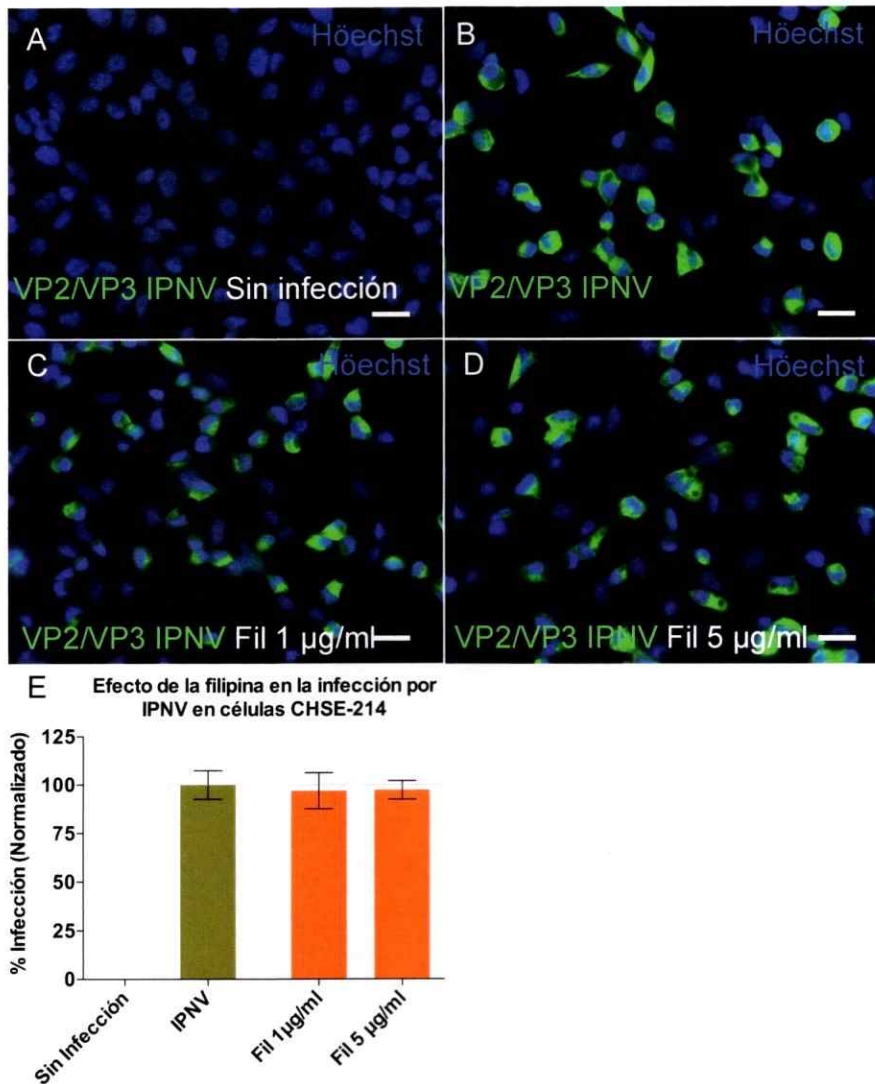 A
Höechst
VP2/VP3 IPNV Sin infección
B
Höechst
VP2/VP3 IPNV
C
Höechst
VP2/VP3 IPNV Fil 1 µg/ml
D
Höechst
VP2/VP3 IPNV Fil 5 µg/ml
E
Efecto de la filipina en la infección por
IPNV en células CHSE-214
% Infección (Normalizado)
125
100
75
50
25
0
Sin Infección
IPNV
Fil 1µg/ml
Fil 5 µg/ml